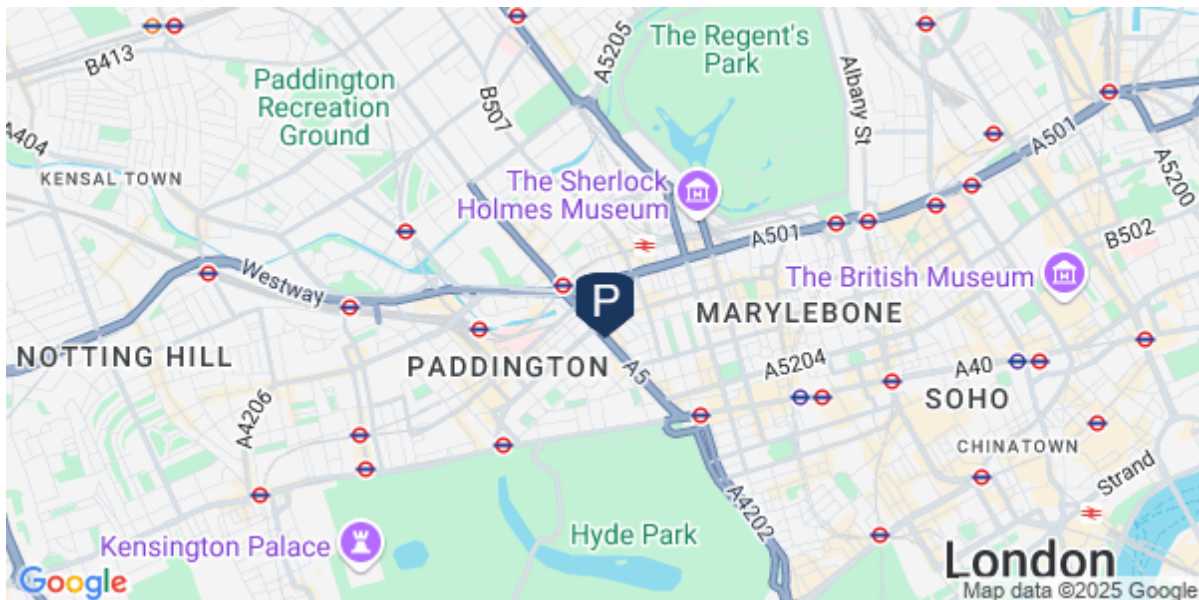 B413
A5205
The Regent's
Park
Paddington
Recreation
Ground
B507
Albany St
A404
A501
KENSAL TOWN
The Sherlock
Holmes Museum
A5200
A501
B502
Westway
P
The British Museum
MARYLEBONE
NOTTING HILL
PADDINGTON
A5
A5204
A40
A4206
SOHO
CHINATOWN
Strand
A4202
Hyde Park
Kensington Palace
London
Google
Map data ©2025 Google